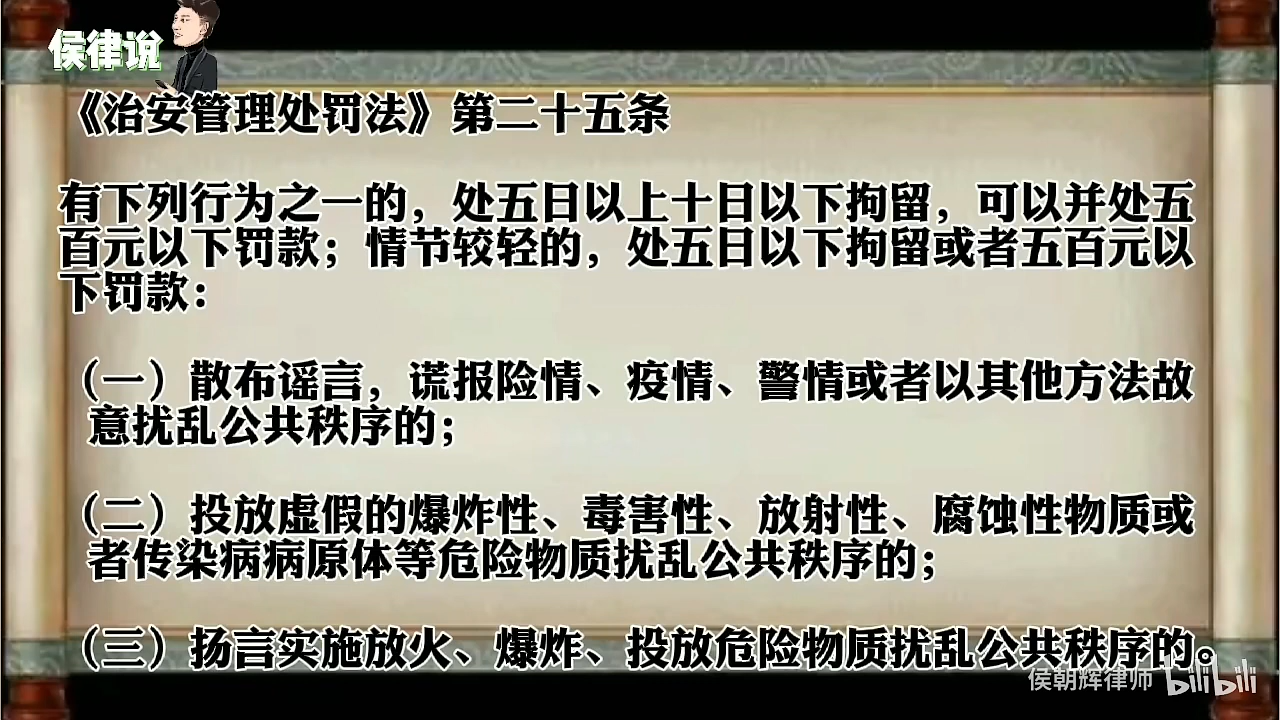 侯律说
《治安管理处罚法》第二十五条
有下列行为之一的，处五日以上十日以下拘留，可以并处五
百元以下罚款；情节较轻的，处五日以下拘留或者五百元以
下罚款：
（一）散布谣言，谎报险情、疫情、警情或者以其他方法故
意扰乱公共秩序的；
（二）投放虚假的爆炸性、毒害性、放射性、腐蚀性物质或
者传染病病原体等危险物质扰乱公共秩序的；
（三）扬言实施放火、爆炸、投放危险物质扰乱公共秩序的。
侯朝辉律师 bilibili